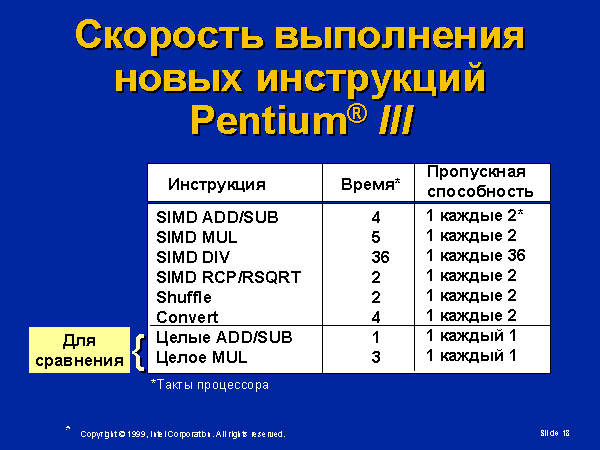 Скорость выполнения
новых инструкций
Pentium® III
Инструкция Время* Пропускная способность
SIMD ADD/SUB 4 1 каждые 2*
SIMD MUL 5 1 каждые 2
SIMD DIV 36 1 каждые 36
SIMD RCP/RSQRT 2 1 каждые 2
Shuffle 2 1 каждые 2
Convert 4 1 каждые 2
Целые ADD/SUB 1 1 каждый 1
Целое MUL 3 1 каждый 1
Для
сравнения
{
*Такты процессора
* Copyright © 1999, Intel Corporation. All rights reserved.
Slide 18